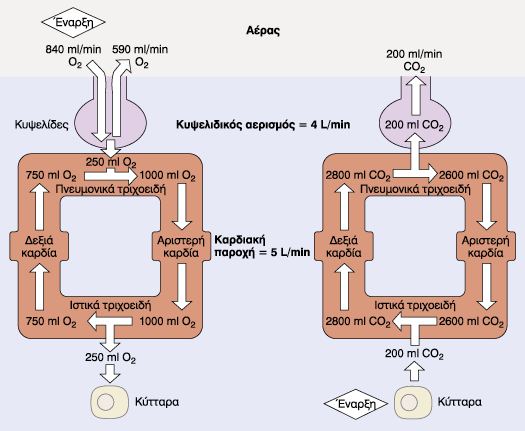 Έναρξη
Αέρας
840 ml/min
O₂
590 ml/min
O₂
Κυψελίδες
250 ml O₂
750 ml O₂
1000 ml O₂
Πνευμονικά τριχοειδή
Δεξιά
καρδία
Αριστερή
καρδία
Ιστικά τριχοειδή
750 ml O₂
1000 ml O₂
250 ml O₂
Κύτταρα
Κυψελιδικός αερισμός = 4 L/min
Καρδιακή
παροχή = 5 L/min
200 ml/min
CO₂
200 ml CO₂
2800 ml CO₂
2600 ml CO₂
Πνευμονικά τριχοειδή
Δεξιά
καρδία
Αριστερή
καρδία
Ιστικά τριχοειδή
2800 ml CO₂
2600 ml CO₂
200 ml CO₂
Έναρξη
Κύτταρα